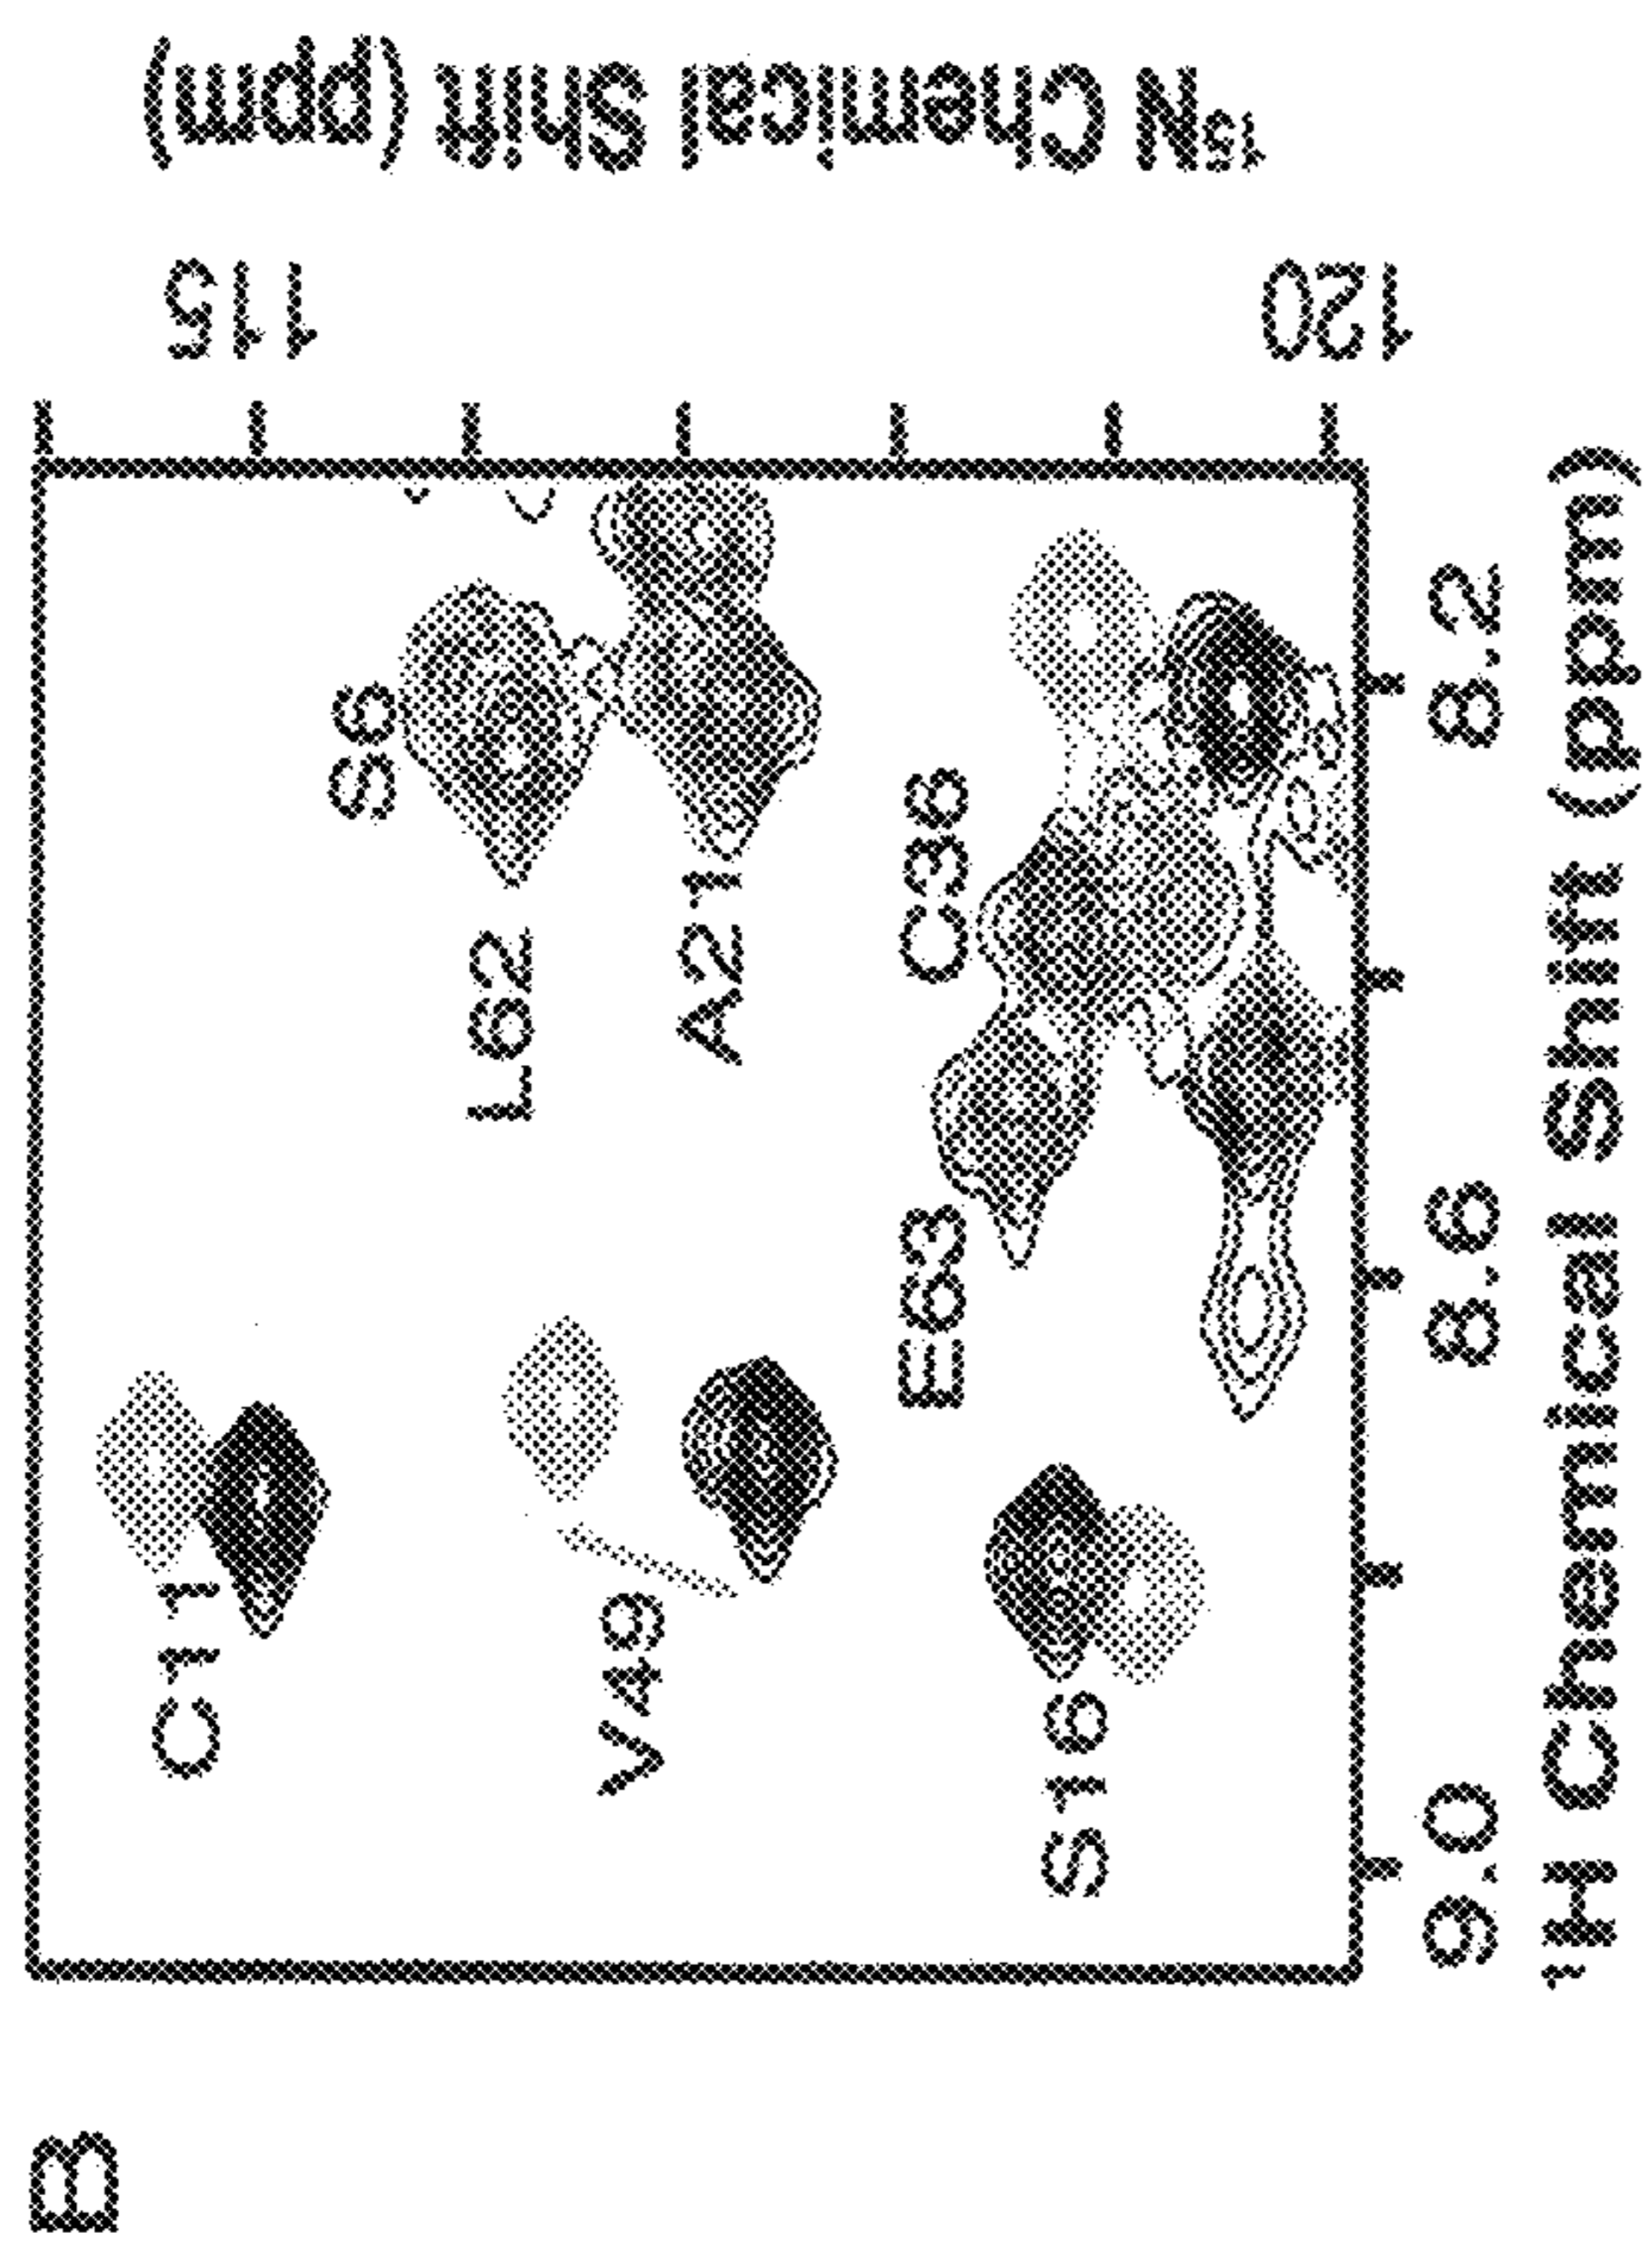 B
C11
V49
S16
S6
L62
A21
C36
E63
115
120
¹⁵N Chemical Shift (ppm)
9.0
8.6
8.2
¹H Chemical Shift (ppm)